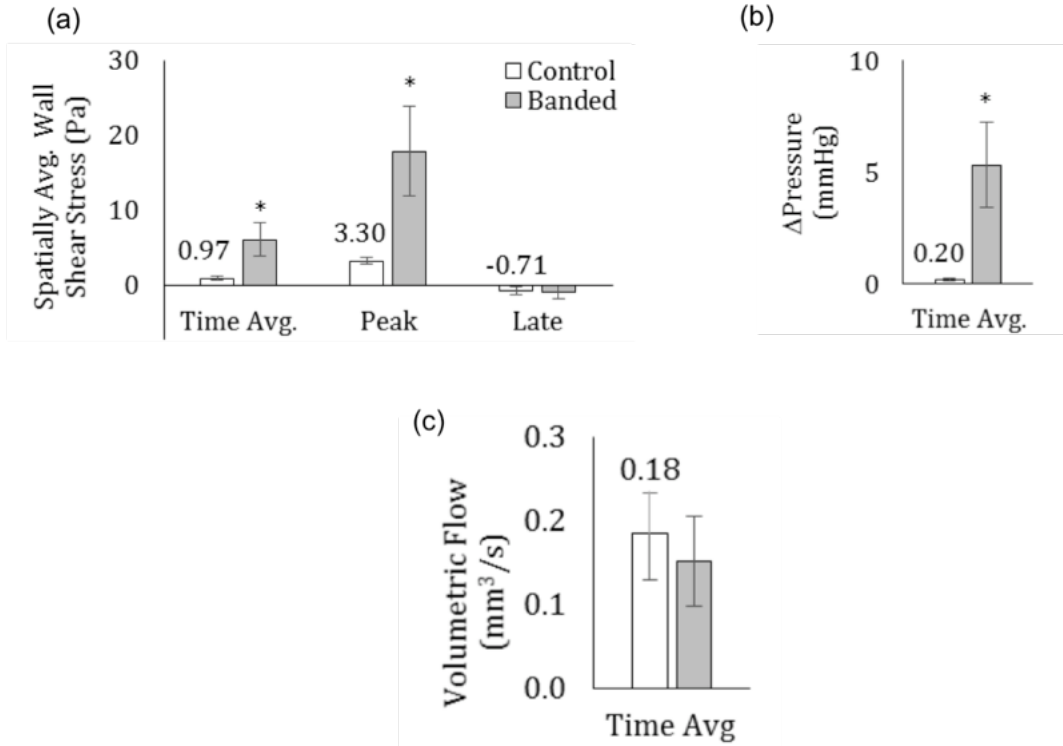 (a)
Spatially Avg. Wall
Shear Stress (Pa)
30
20
10
0
Control
Banded
0.97
*
3.30
*
-0.71
Time Avg.
Peak
Late
(b)
ΔPressure
(mmHg)
10
5
0
0.20
*
Time Avg.
(c)
Volumetric Flow
(mm³/s)
0.3
0.2
0.1
0.0
0.18
Time Avg